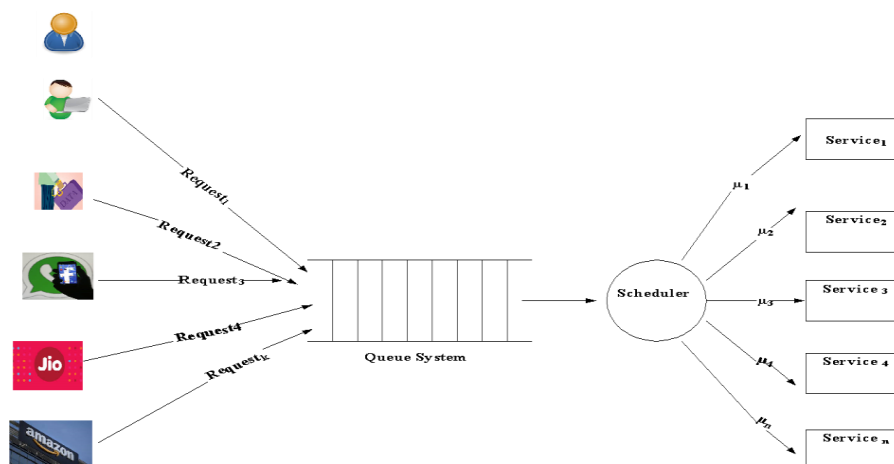 Request1
Request2
Request3
Request4
Requestk
Jio
amazon
Queue System
Scheduler
μ1
μ2
μ3
μ4
μn
Service1
Service2
Service 3
Service 4
Service n